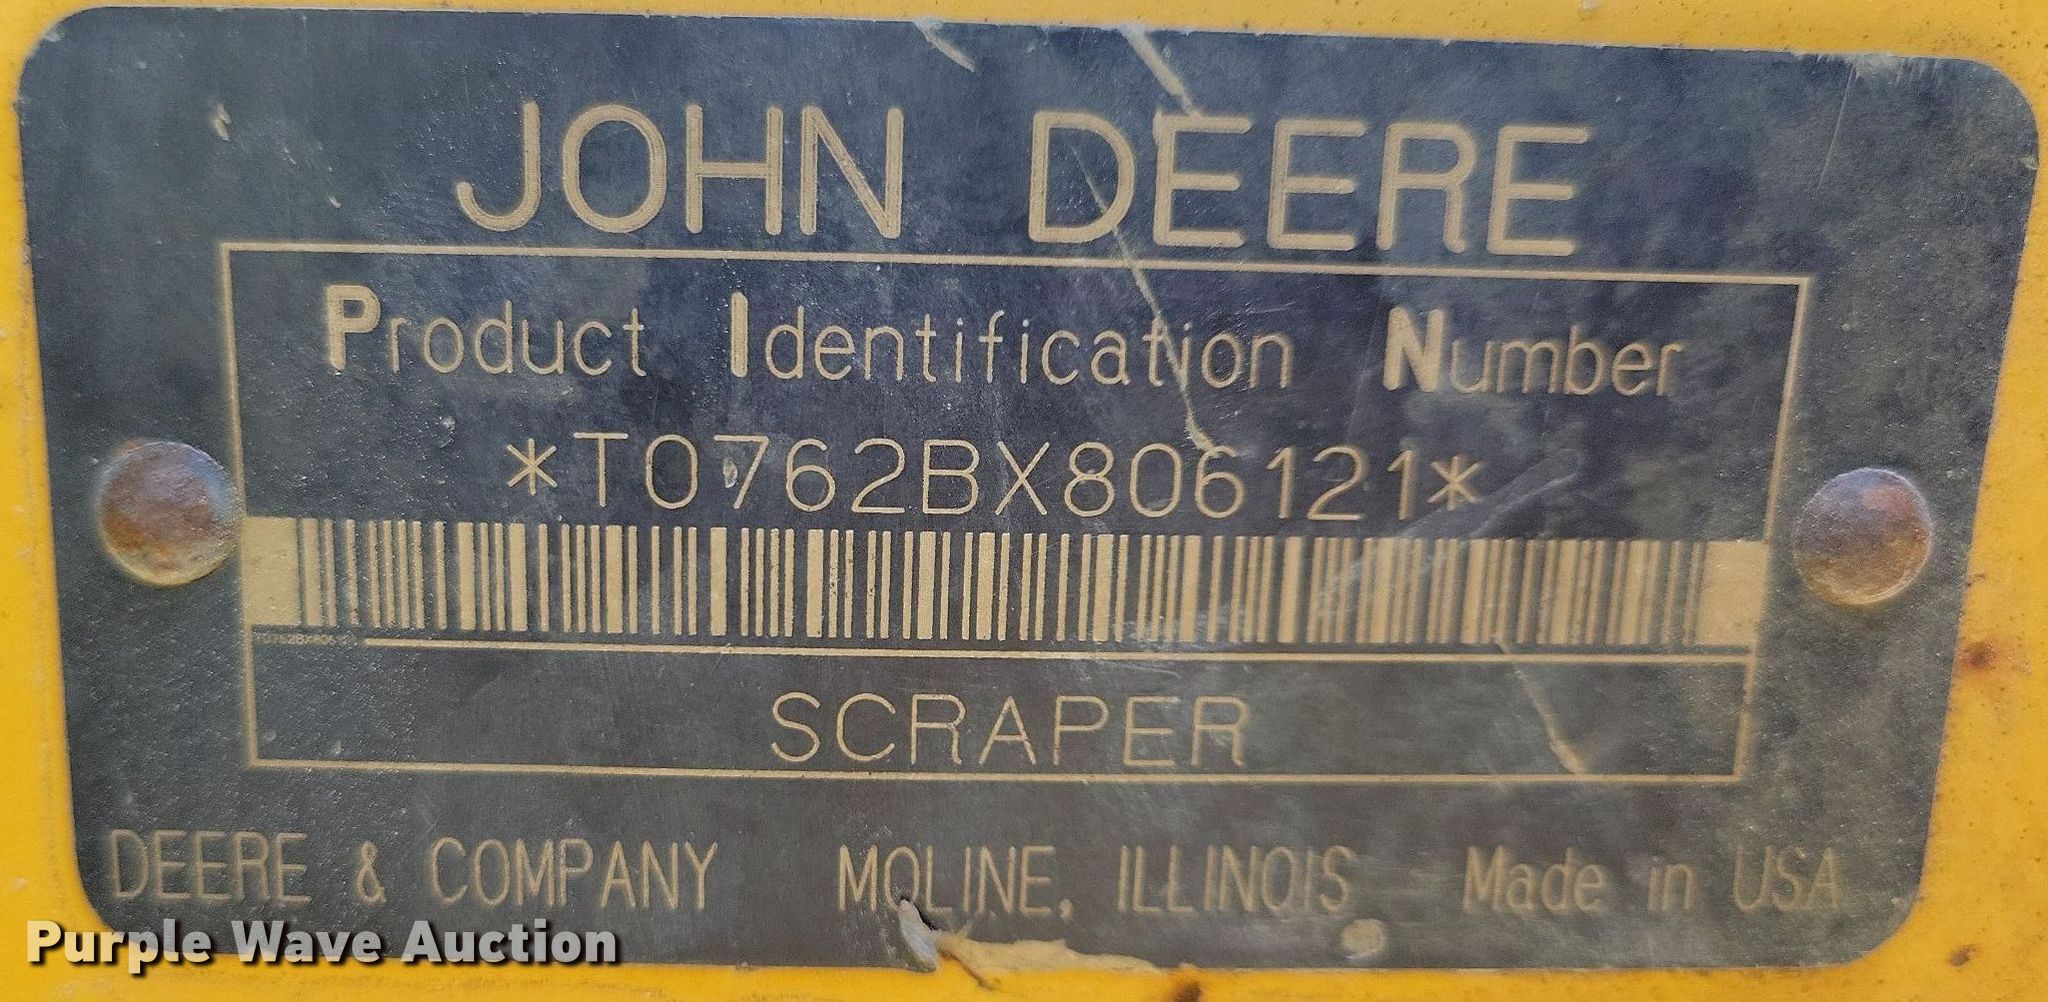 JOHN DEERE
Product Identification Number
*T0762BX806121*
SCRAPER
DEERE & COMPANY MOLINE, ILLINOIS Made in USA
Purple Wave Auction